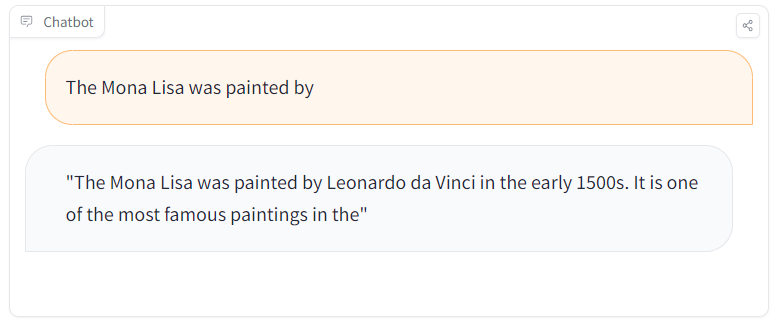 Chatbot
The Mona Lisa was painted by
"The Mona Lisa was painted by Leonardo da Vinci in the early 1500s. It is one
of the most famous paintings in the"